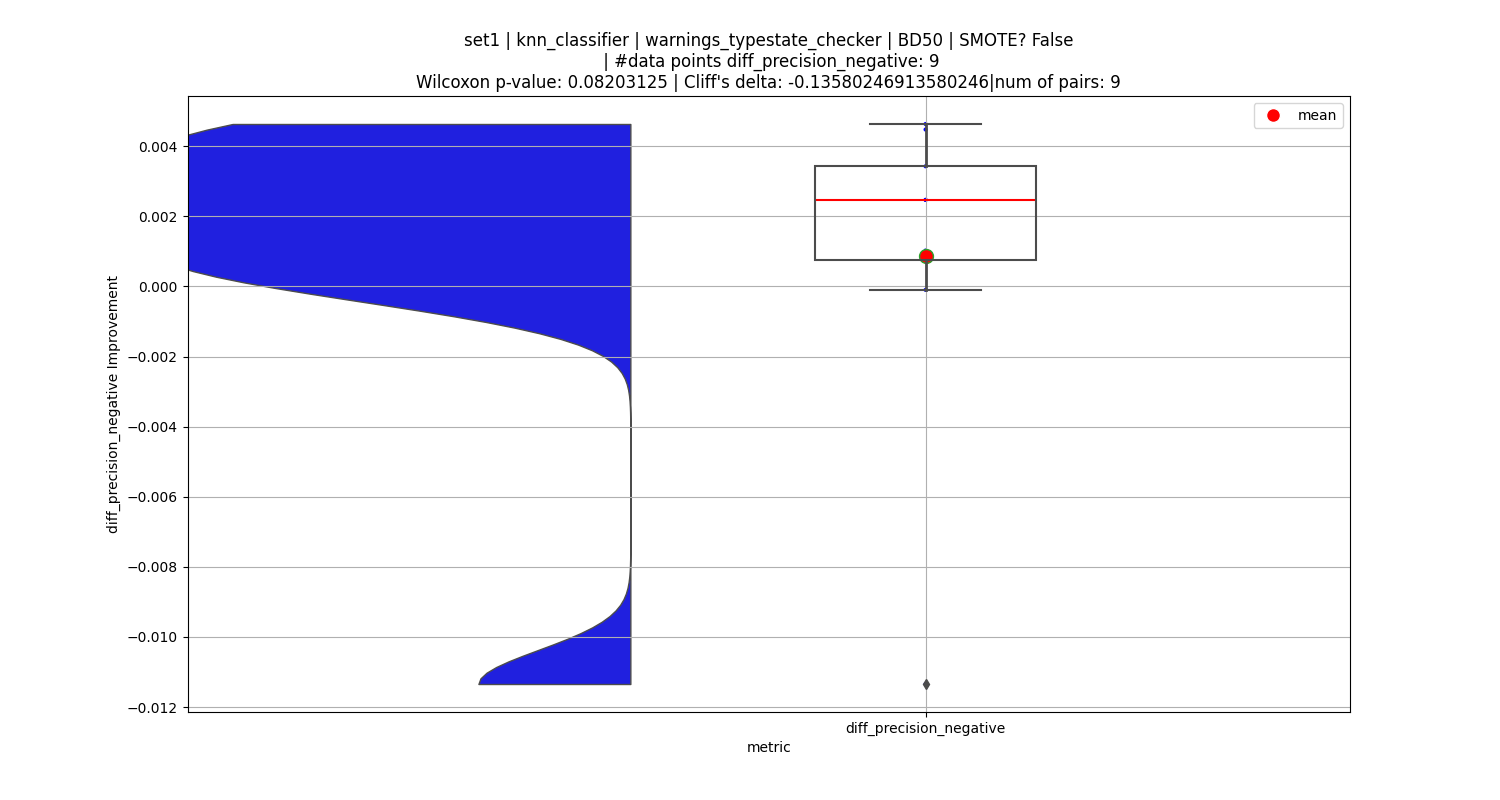 set1 | knn_classifier | warnings_typestate_checker | BD50 | SMOTE? False
| #data points diff_precision_negative: 9
Wilcoxon p-value: 0.08203125 | Cliff's delta: -0.13580246913580246|num of pairs: 9
mean
0.004
0.002
0.000
−0.002
−0.004
−0.006
−0.008
−0.010
−0.012
diff_precision_negative Improvement
diff_precision_negative
metric